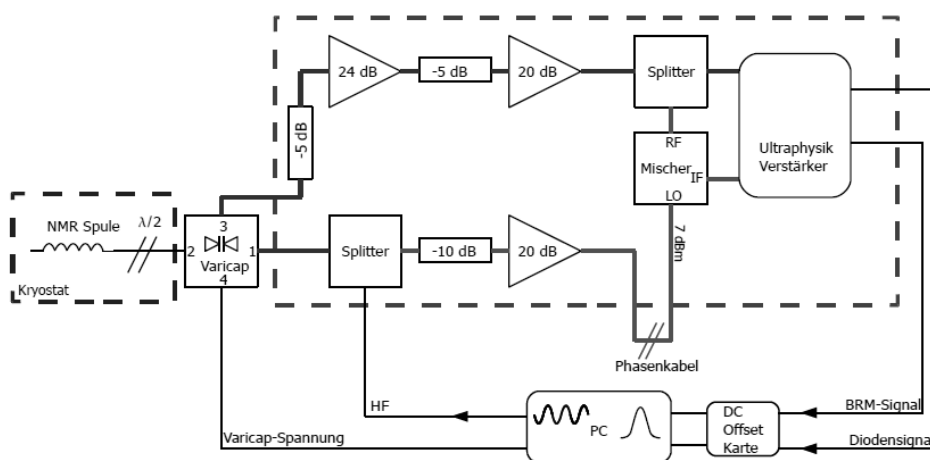 24 dB
-5 dB
20 dB
Splitter
-5 dB
RF
Mischer
IF
LO
Ultraphysik
Verstärker
7 dBm
NMR Spule
λ/2
Kryostat
3
2
Varicap
1
4
Splitter
-10 dB
20 dB
Phasenkabel
HF
Varicap-Spannung
PC
DC
Offset
Karte
BRM-Signal
Diodensignal